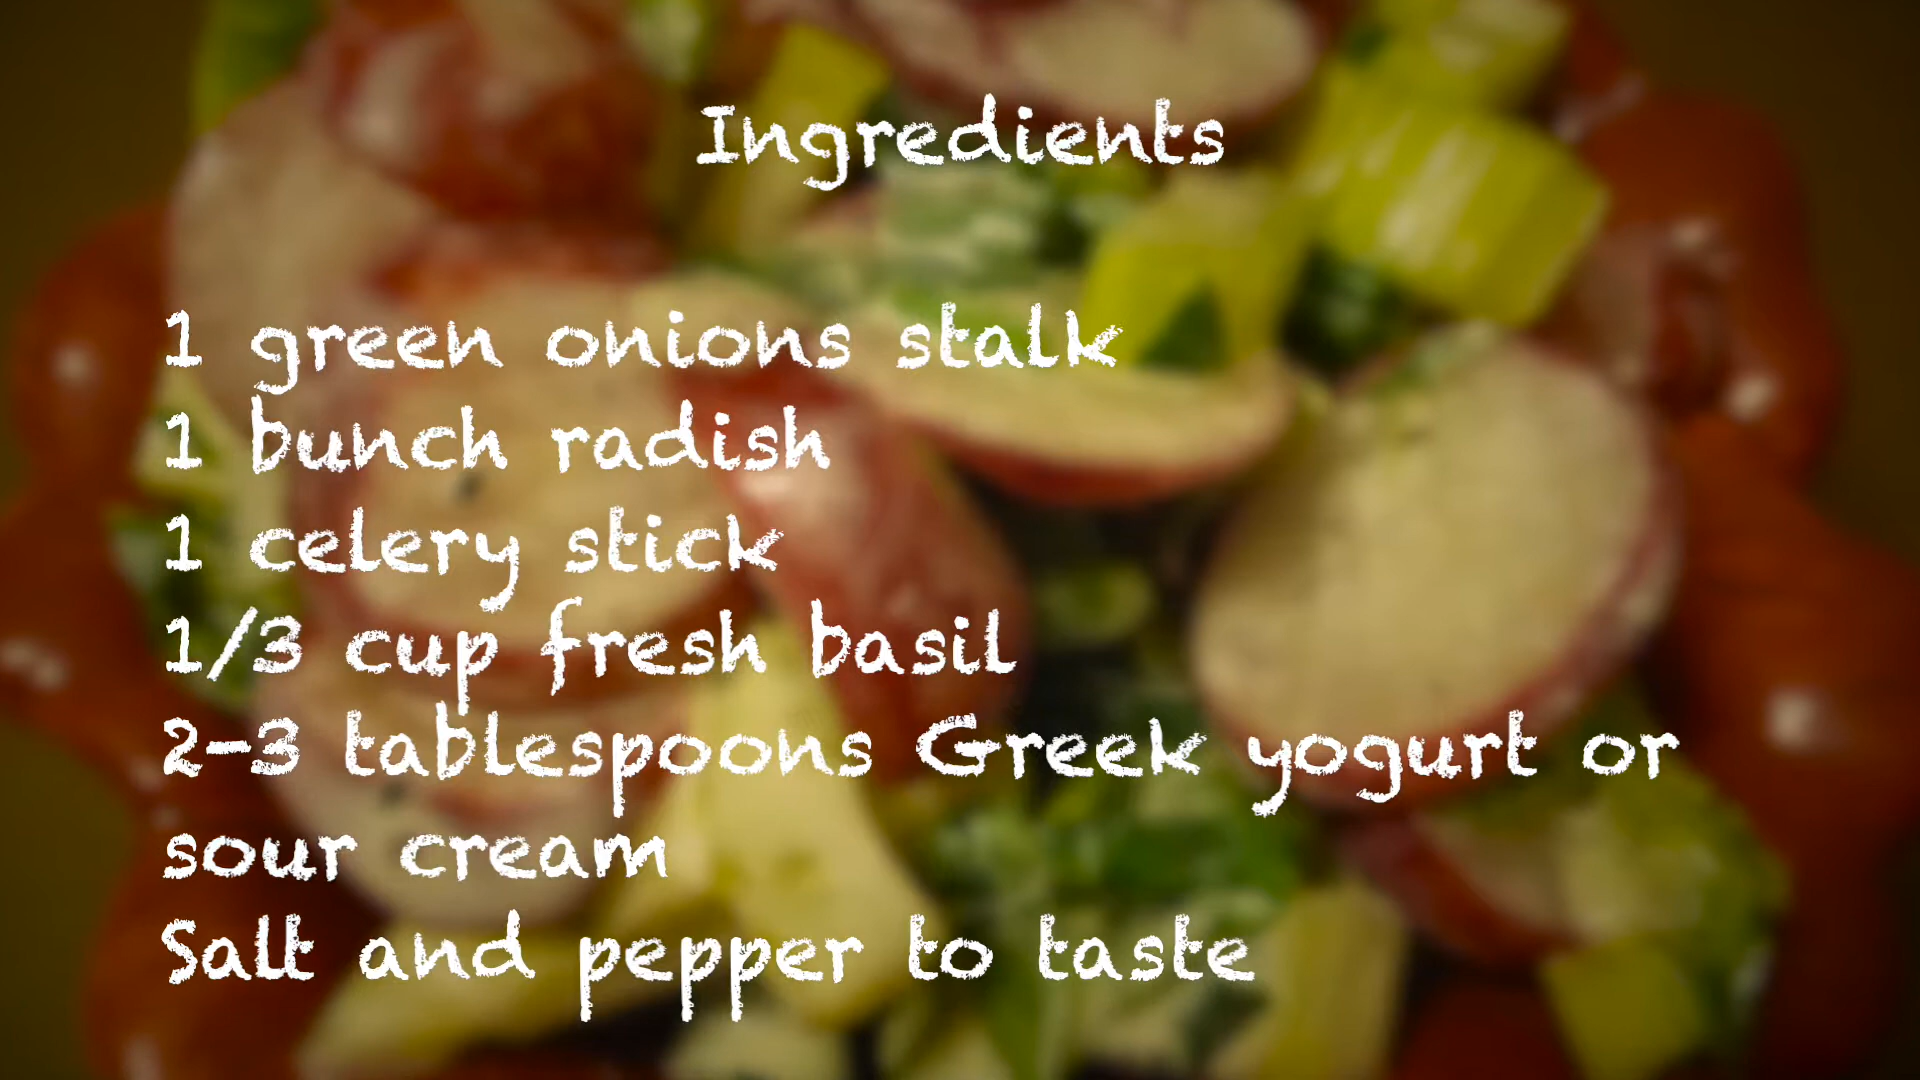 Ingredients
1 green onions stalk
1 bunch radish
1 celery stick
1/3 cup fresh basil
2-3 tablespoons Greek yogurt or
sour cream
Salt and pepper to taste